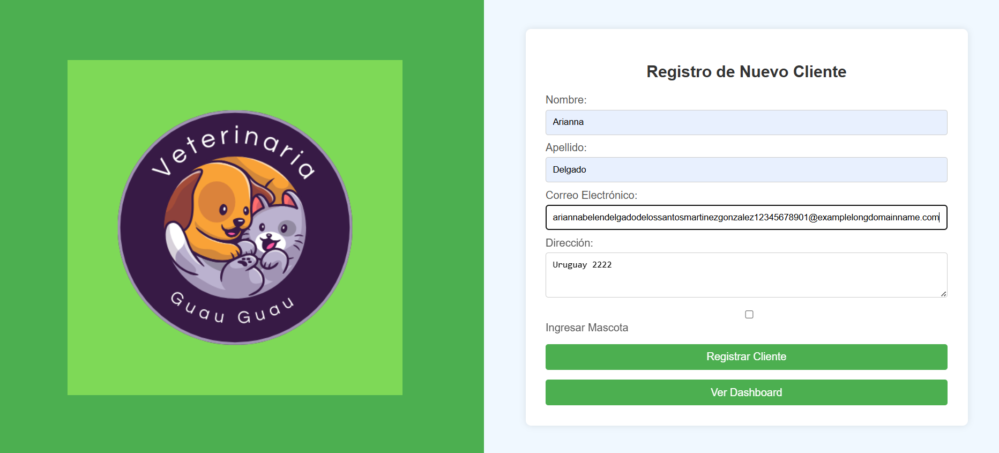 Veterinaria
Guau Guau
Registro de Nuevo Cliente
Nombre:
Arianna
Apellido:
Delgado
Correo Electrónico:
ariannabelendelgadodelossantosmartinezgonzalez12345678901@examplelongdomainname.com
Dirección:
Uruguay 2222
Ingresar Mascota
Registrar Cliente
Ver Dashboard